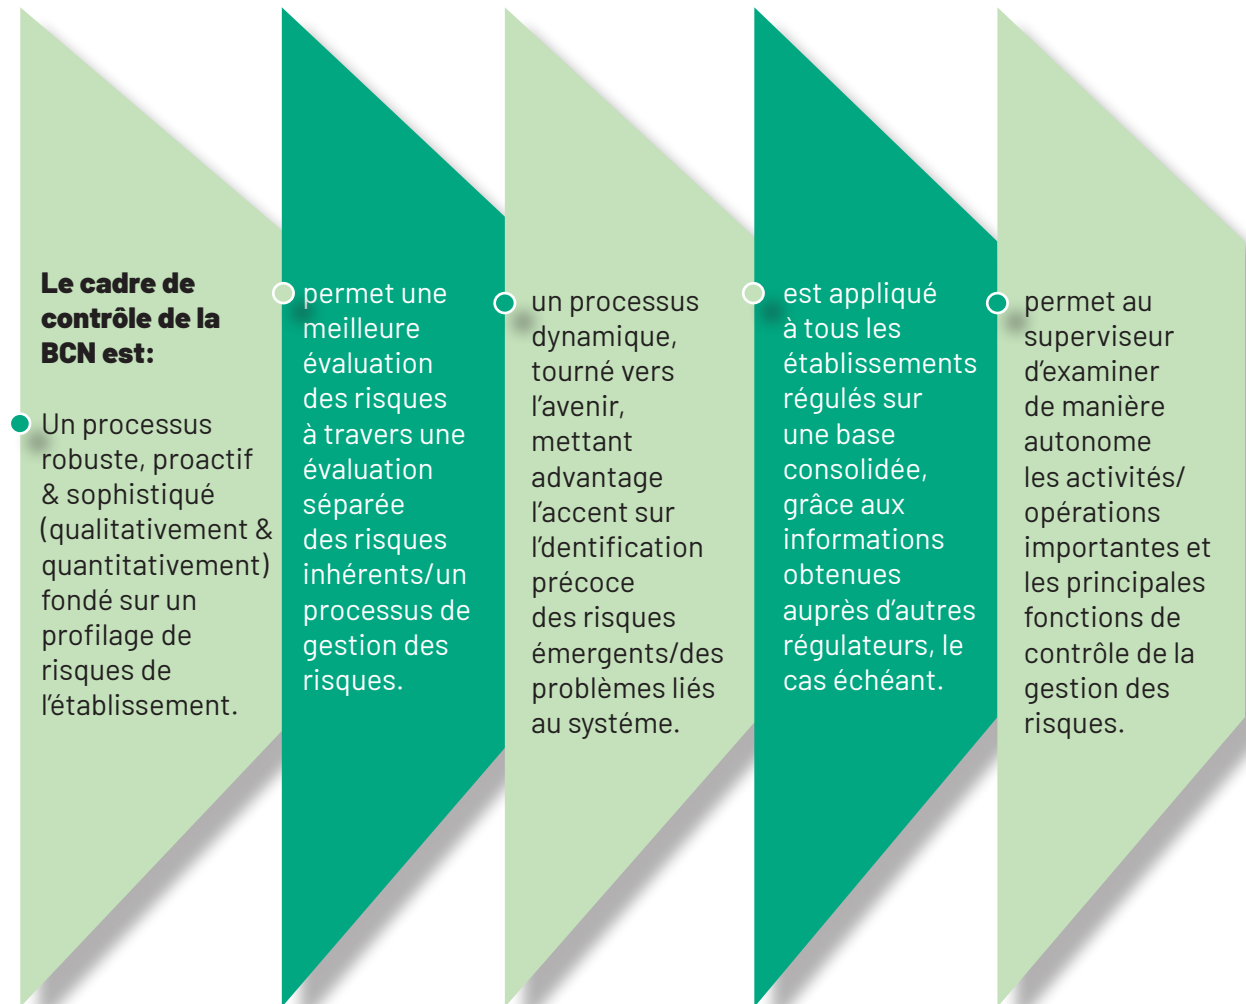 Le cadre de
contrôle de la
BCN est:
Un processus
robuste, proactif
& sophistiqué
(qualitativement &
quantitativement)
fondé sur un
profilage de
risques de
l'établissement.
permet une
meilleure
évaluation
des risques
à travers une
évaluation
séparée
des risques
inhérents/un
processus de
gestion des
risques.
un processus
dynamique,
tourné vers
l'avenir,
mettant
advantage
l'accent sur
l'dentification
précoce
des risques
émergents/des
problèmes liés
au systéme.
est appliqué
à tous les
établissements
régulés sur
une base
consolidée,
grâce aux
informations
obtenues
auprès d'autres
régulateurs, le
cas échéant.
permet au
superviseur
d'examiner
de manière
autonome
les activités/
opérations
importantes et
les principales
fonctions de
contrôle de la
gestion des
risques.